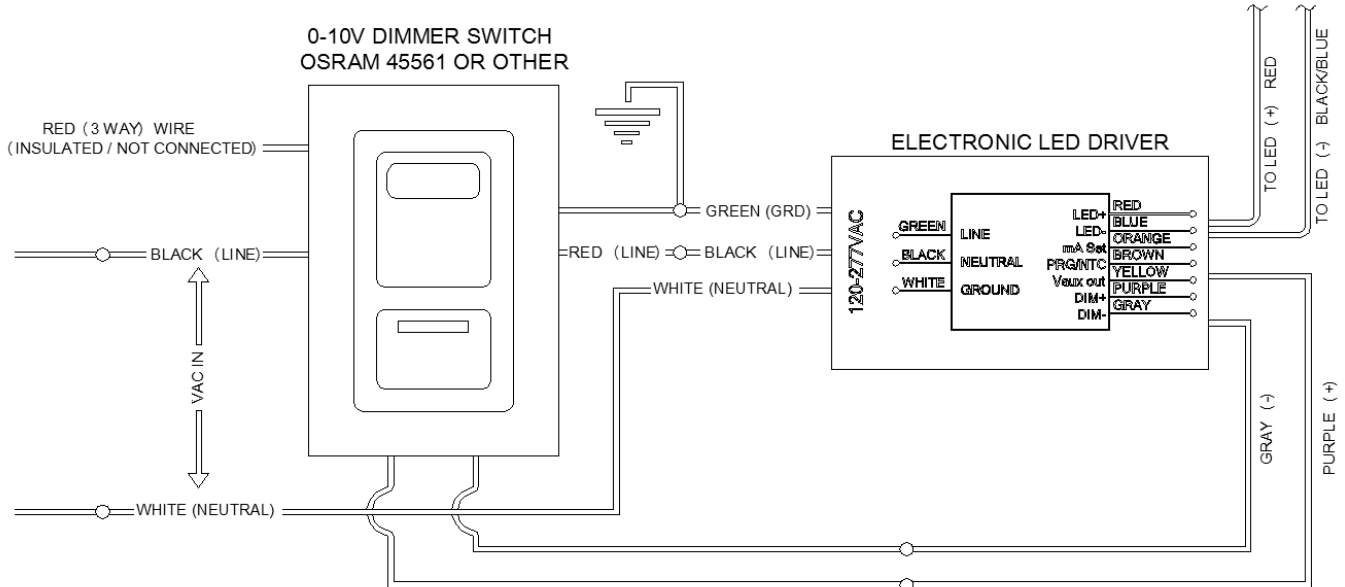 0-10V DIMMER SWITCH
OSRAM 45561 OR OTHER
RED (3 WAY) WIRE
(INSULATED / NOT CONNECTED)
BLACK (LINE)
VAC IN
WHITE (NEUTRAL)
GREEN (GRD)
RED (LINE)
BLACK (LINE)
WHITE (NEUTRAL)
ELECTRONIC LED DRIVER
120-277VAC
GREEN
BLACK
WHITE
LINE
NEUTRAL
GROUND
LED+
LED-
mA Set
PRG/NTC
Vaux out
DIM+
DIM-
RED
BLUE
ORANGE
BROWN
YELLOW
PURPLE
GRAY
TO LED (+) RED
TO LED (-) BLACK/BLUE
GRAY (-)
PURPLE (+)